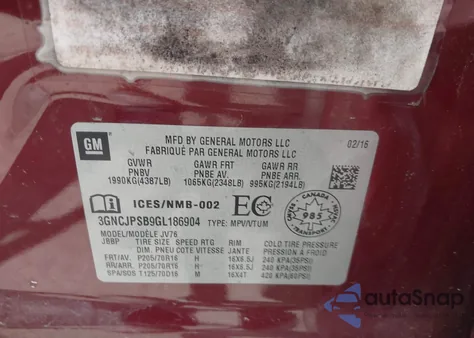 GM
MFD BY GENERAL MOTORS LLC
FABRIQUÉ PAR GENERAL MOTORS LLC
02/16
GVWR GAWR FRT GAWR RR
PNBV PNBE AV. PNBE ARR.
1990KG(4387LB) 1065KG(2348LB) 995KG(2194LB)
ICES/NMB-002 EC
CANADA
985
3GNCJPSB9GL186904 TYPE: MPV/VTUM
MODEL/MODÈLE JV76
JBBP TIRE SIZE SPEED RTG RIM COLD TIRE PRESSURE
DIM. PNEU COTE VITESSE JANTE PRESSION A FROID
FRT/AV. P205/70R16 H 16X6.5J 240 KPA(35PSI)
RR/ARR. P205/70R16 H 16X6.5J 240 KPA(35PSI)
SPA/SOS T125/70D16 M 16X4T 420 KPA(60PSI)
autoSnap